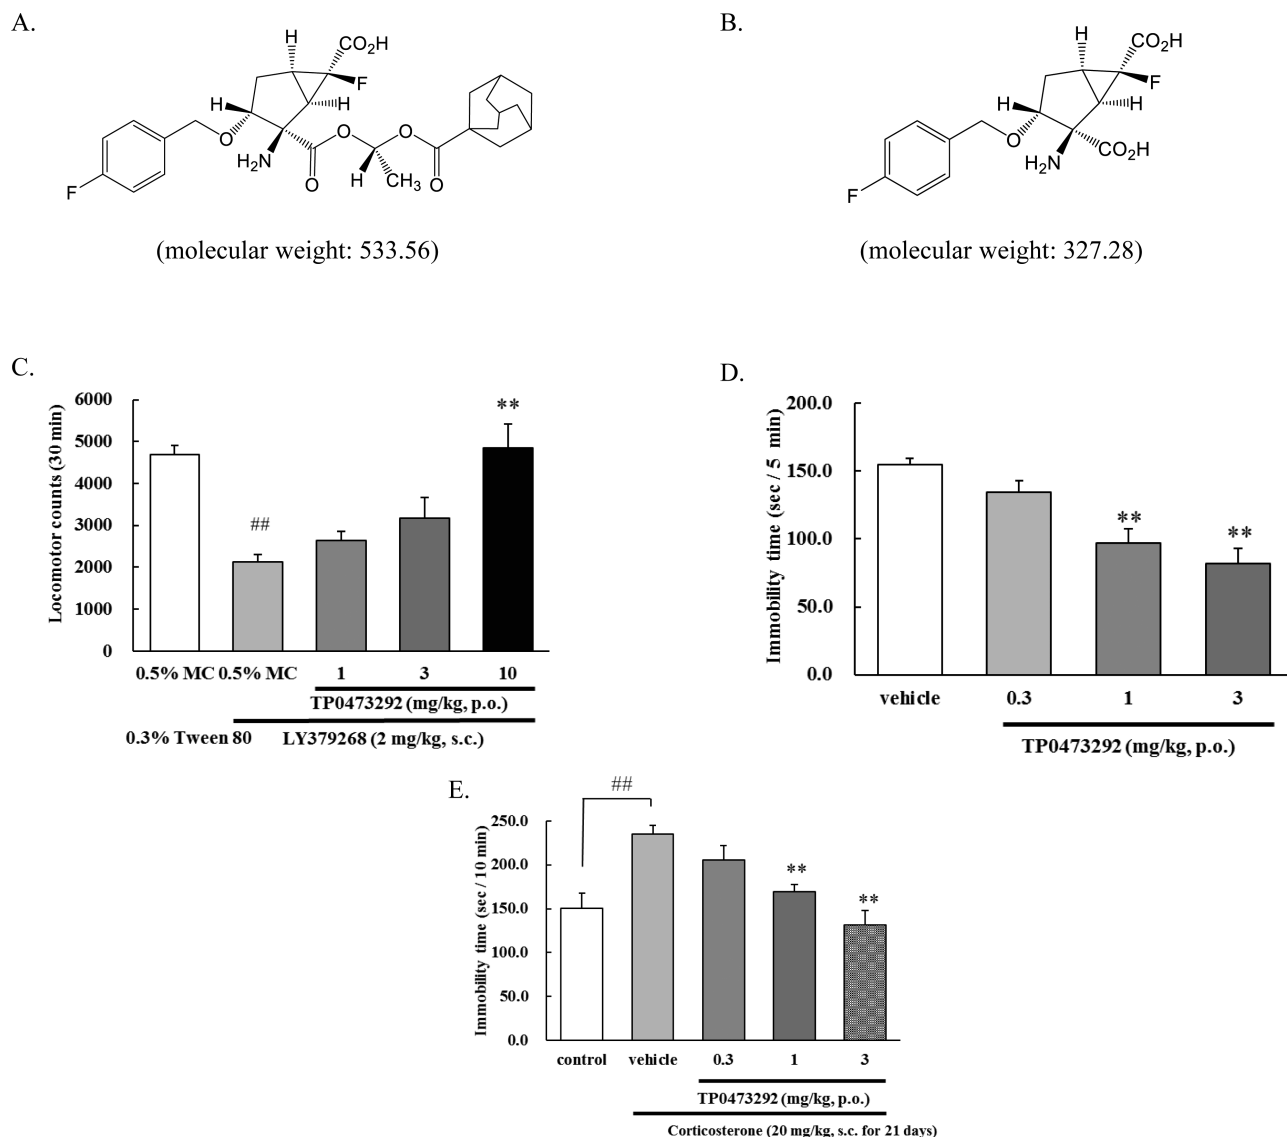 A.
H
CO₂H
F
H
H
O
H₂N
O
O
O
H
CH₃
O
F
(molecular weight: 533.56)
B.
H
CO₂H
F
H
H
O
H₂N
CO₂H
F
(molecular weight: 327.28)
C.
Locomotor counts (30 min)
6000
5000
4000
3000
2000
1000
0
##
**
0.5% MC 0.5% MC 1 3 10
TP0473292 (mg/kg, p.o.)
0.3% Tween 80 LY379268 (2 mg/kg, s.c.)
D.
Immobility time (sec / 5 min)
200.0
150.0
100.0
50.0
0.0
**
**
vehicle 0.3 1 3
TP0473292 (mg/kg, p.o.)
E.
Immobility time (sec / 10 min)
250.0
200.0
150.0
100.0
50.0
0.0
##
**
**
control vehicle 0.3 1 3
TP0473292 (mg/kg, p.o.)
Corticosterone (20 mg/kg, s.c. for 21 days)